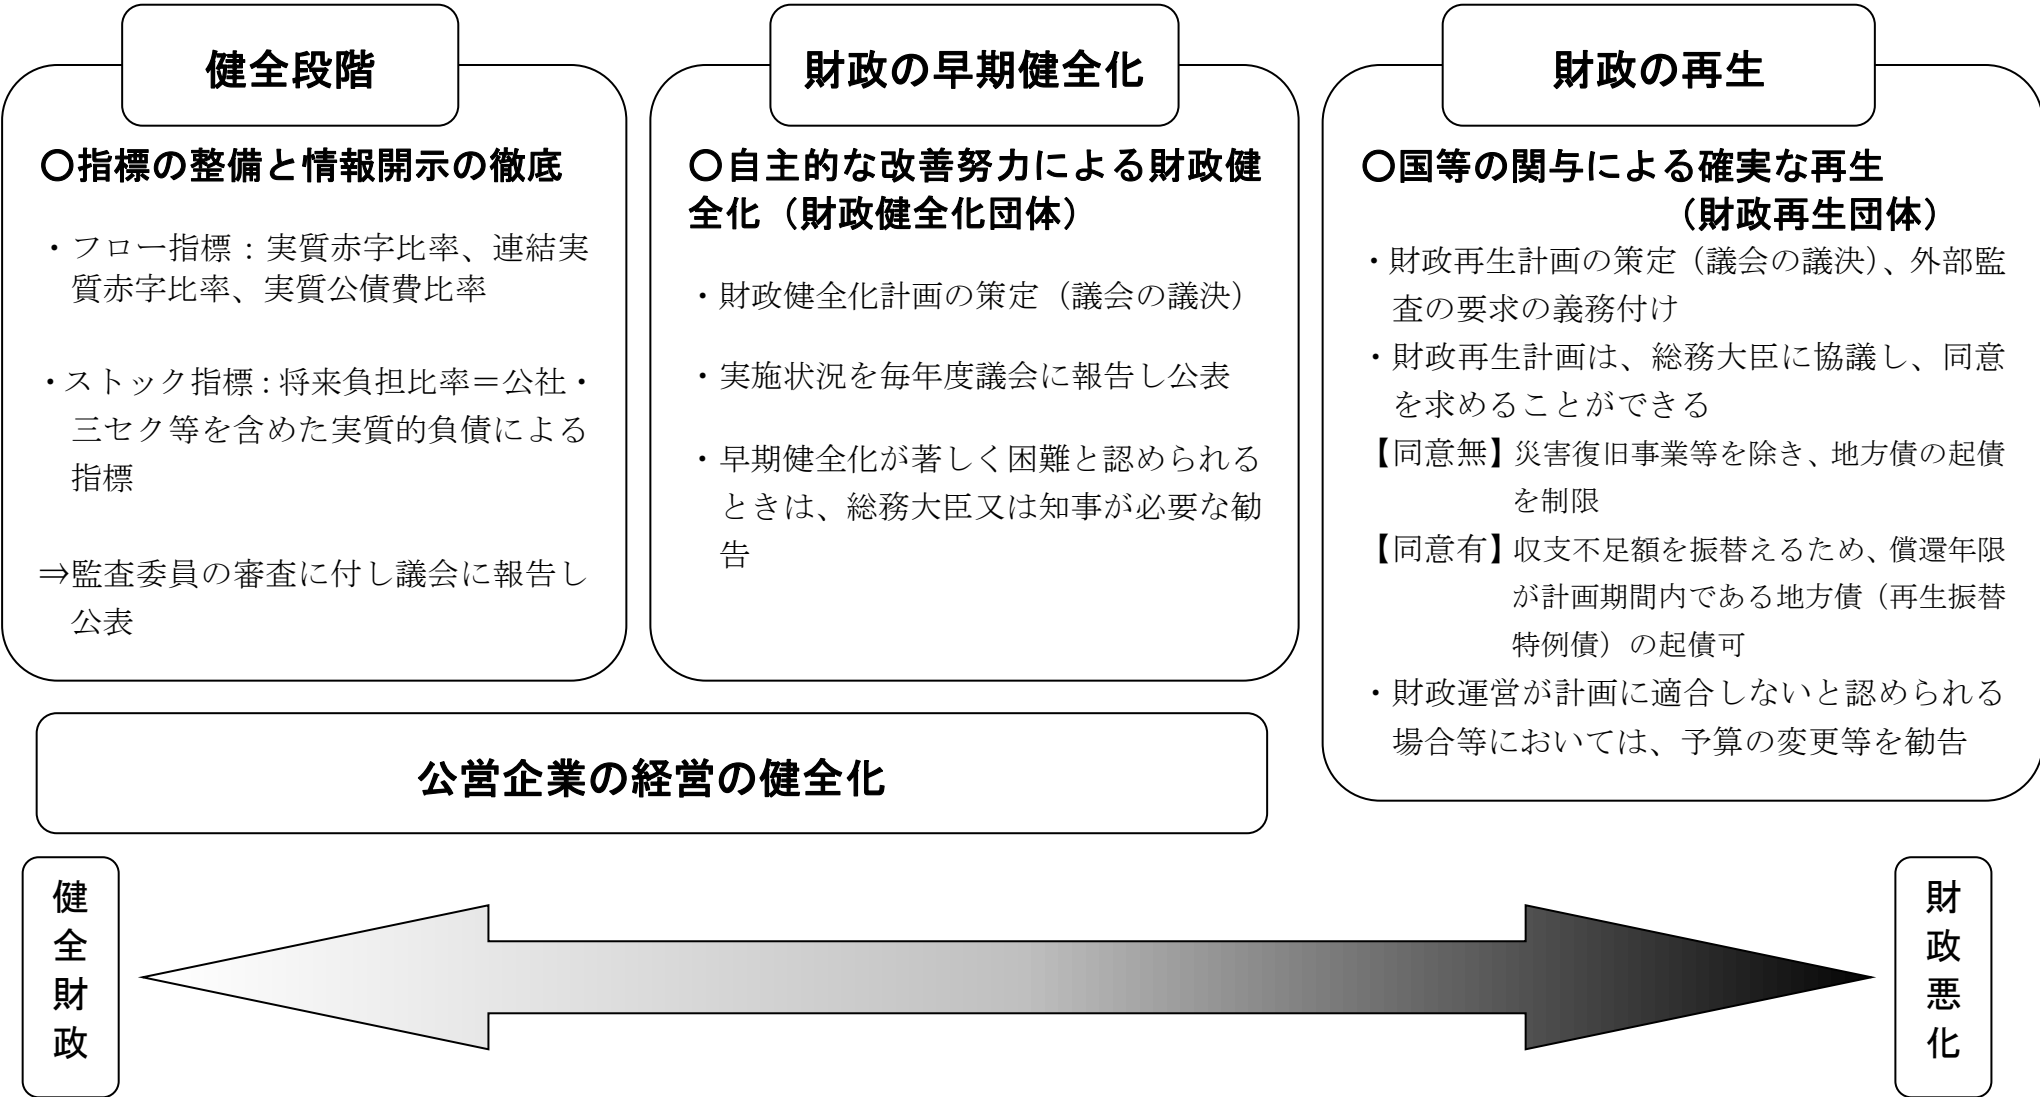 健全段階
〇指標の整備と情報開示の徹底
・フロー指標：実質赤字比率、連結実
質赤字比率、実質公債費比率
・ストック指標：将来負担比率＝公社・
三セク等を含めた実質的負債による
指標
⇒監査委員の審査に付し議会に報告し
公表
財政の早期健全化
〇自主的な改善努力による財政健
全化（財政健全化団体）
・財政健全化計画の策定（議会の議決）
・実施状況を毎年度議会に報告し公表
・早期健全化が著しく困難と認められる
ときは、総務大臣又は知事が必要な勧
告
財政の再生
〇国等の関与による確実な再生
（財政再生団体）
・財政再生計画の策定（議会の議決）、外部監
査の要求の義務付け
・財政再生計画は、総務大臣に協議し、同意
を求めることができる
【同意無】災害復旧事業等を除き、地方債の起債
を制限
【同意有】収支不足額を振替えるため、償還年限
が計画期間内である地方債（再生振替
特例債）の起債可
・財政運営が計画に適合しないと認められる
場合等においては、予算の変更等を勧告
公営企業の経営の健全化
健全財政
財政悪化